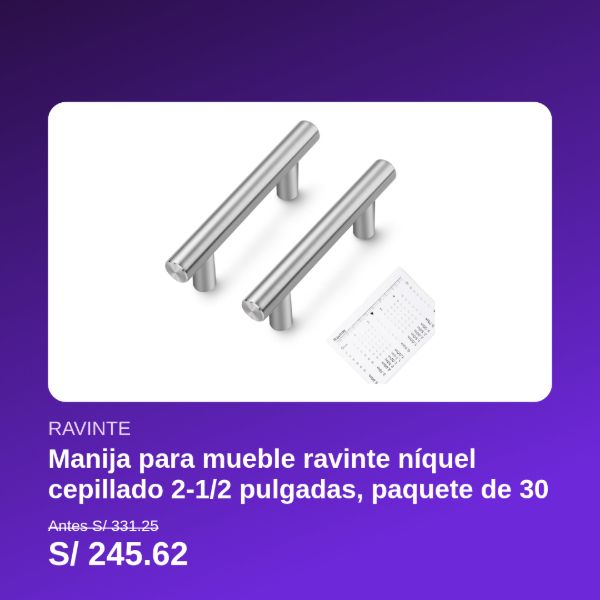 RAVINTE
Manija para mueble ravinte níquel
cepillado 2-1/2 pulgadas, paquete de 30
Antes S/ 331.25
S/ 245.62